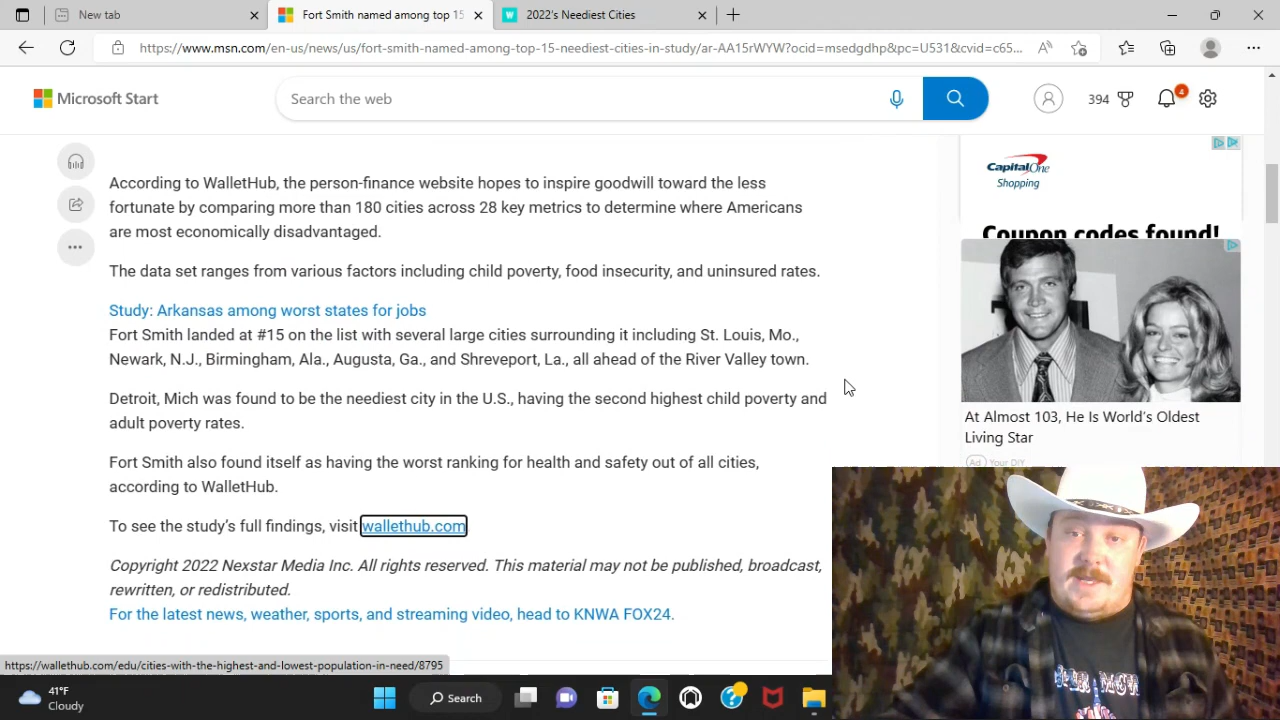 New tab
Fort Smith named among top 15
2022's Neediest Cities
https://www.msn.com/en-us/news/us/fort-smith-named-among-top-15-neediest-cities-in-study/ar-AA15rWYW?ocid=msedgdhp&pc=U531&cvid=c65...
Microsoft Start
Search the web
394
4
According to WalletHub, the person-finance website hopes to inspire goodwill toward the less
fortunate by comparing more than 180 cities across 28 key metrics to determine where Americans
are most economically disadvantaged.
The data set ranges from various factors including child poverty, food insecurity, and uninsured rates.
Study: Arkansas among worst states for jobs
Fort Smith landed at #15 on the list with several large cities surrounding it including St. Louis, Mo.,
Newark, N.J., Birmingham, Ala., Augusta, Ga., and Shreveport, La., all ahead of the River Valley town.
Detroit, Mich was found to be the neediest city in the U.S., having the second highest child poverty and
adult poverty rates.
Fort Smith also found itself as having the worst ranking for health and safety out of all cities,
according to WalletHub.
To see the study's full findings, visit wallethub.com.
Copyright 2022 Nexstar Media Inc. All rights reserved. This material may not be published, broadcast,
rewritten, or redistributed.
For the latest news, weather, sports, and streaming video, head to KNWA FOX24.
Capital One
Shopping
Coupon codes found!
At Almost 103, He Is World's Oldest
Living Star
Ad Your DIY
https://wallethub.com/edu/cities-with-the-highest-and-lowest-population-in-need/8795
41°F
Cloudy
Search